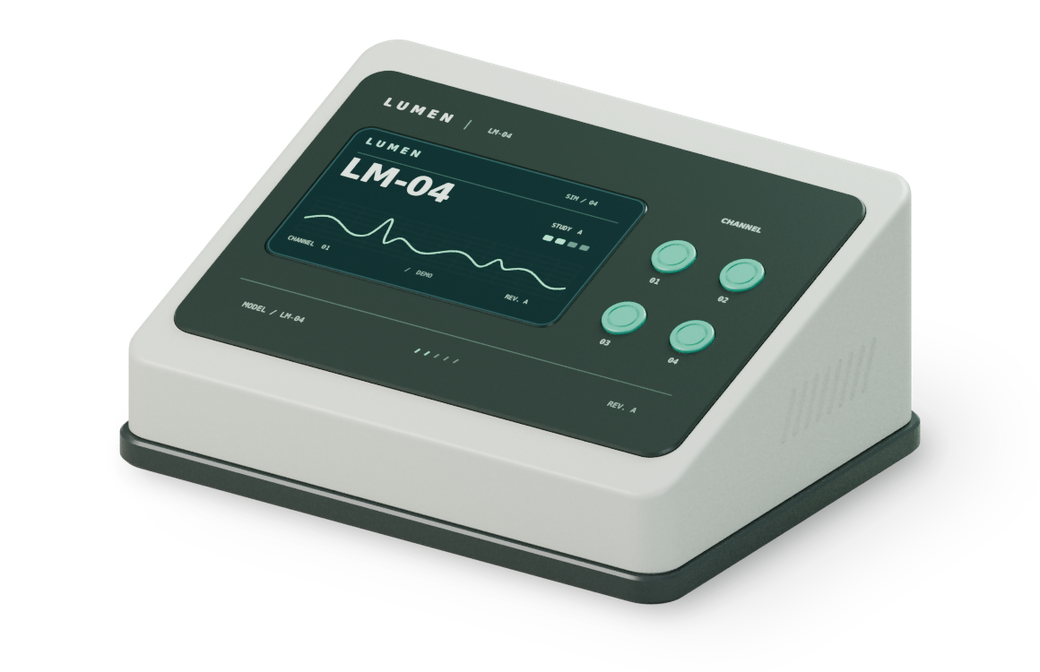 LUMEN | LM-04
LUMEN
LM-04
SIM / 04
STUDY A
CHANNEL 01
/ DEMO
REV. A
CHANNEL
01
02
03
04
MODEL / LM-04
REV. A